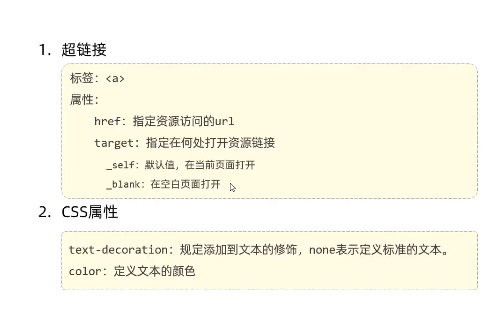 1. 超链接
标签：<a>
属性：
href：指定资源访问的url
target：指定在何处打开资源链接
_self：默认值，在当前页面打开
_blank：在空白页面打开
2. CSS属性
text-decoration：规定添加到文本的修饰，none表示定义标准的文本。
color：定义文本的颜色